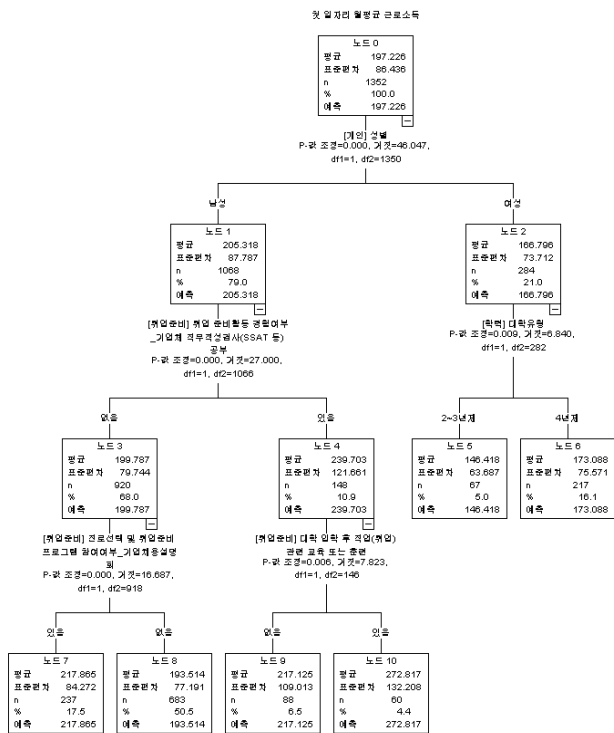 첫 일자리 월평균 근로소득
노드 0
평균 197.226
표준편차 86.436
n 1352
% 100.0
예측 197.226
[개인] 성별
P-값 조정=0.000, F-값=46.047,
df1=1, df2=1350
남성
여성
노드 1
평균 205.318
표준편차 87.787
n 1068
% 79.0
예측 205.318
노드 2
평균 166.796
표준편차 73.712
n 284
% 21.0
예측 166.796
[취업준비] 취업 준비활동 경험여부
_기업체 직무적성검사(SSAT 등)
공부
P-값 조정=0.000, F-값=27.000,
df1=1, df2=1066
[학력] 대학유형
P-값 조정=0.009, F-값=6.840,
df1=1, df2=282
없음
있음
2~3년제
4년제
노드 3
평균 199.787
표준편차 79.744
n 920
% 68.0
예측 199.787
노드 4
평균 239.703
표준편차 121.661
n 148
% 10.9
예측 239.703
노드 5
평균 146.418
표준편차 63.687
n 67
% 5.0
예측 146.418
노드 6
평균 173.088
표준편차 75.571
n 217
% 16.1
예측 173.088
[취업준비] 진로선택 및 취업준비
프로그램 참여여부_기업채용설명
회
P-값 조정=0.000, F-값=16.687,
df1=1, df2=918
[취업준비] 대학 입학 후 직업(취업)
관련 교육 또는 훈련
P-값 조정=0.006, F-값=7.823,
df1=1, df2=146
있음
없음
없음
있음
노드 7
평균 217.865
표준편차 84.272
n 237
% 17.5
예측 217.865
노드 8
평균 193.514
표준편차 77.191
n 683
% 50.5
예측 193.514
노드 9
평균 217.125
표준편차 109.013
n 88
% 6.5
예측 217.125
노드 10
평균 272.817
표준편차 132.208
n 60
% 4.4
예측 272.817